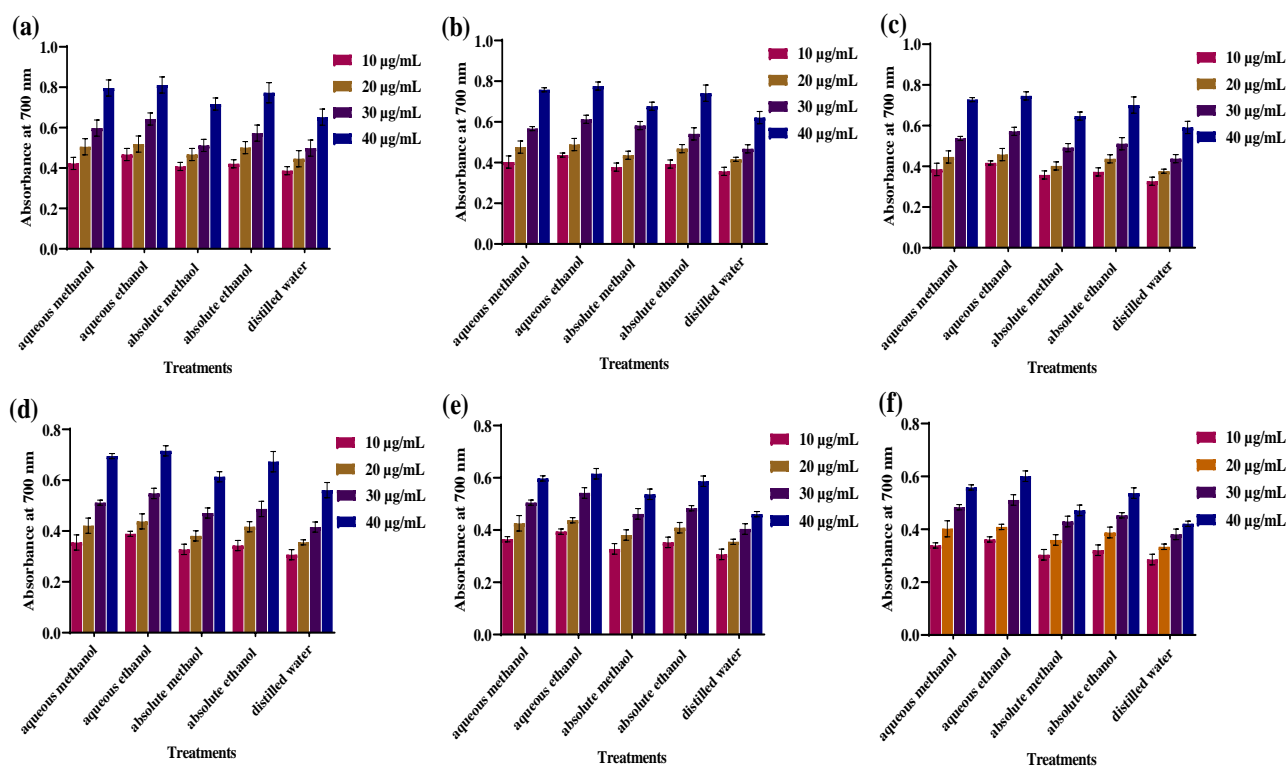 (a)
Absorbance at 700 nm
1.0
0.8
0.6
0.4
0.2
0.0
10 µg/mL
20 µg/mL
30 µg/mL
40 µg/mL
aqueous methanol
aqueous ethanol
absolute methaol
absolute ethanol
distilled water
Treatments
(b)
Absorbance at 700 nm
1.0
0.8
0.6
0.4
0.2
0.0
10 µg/mL
20 µg/mL
30 µg/mL
40 µg/mL
aqueous methanol
aqueous ethanol
absolute methaol
absolute ethanol
distilled water
Treatments
(c)
Absorbance at 700 nm
1.0
0.8
0.6
0.4
0.2
0.0
10 µg/mL
20 µg/mL
30 µg/mL
40 µg/mL
aqueous methanol
aqueous ethanol
absolute methaol
absolute ethanol
distilled water
Treatments
(d)
Absorbance at 700 nm
0.8
0.6
0.4
0.2
0.0
10 µg/mL
20 µg/mL
30 µg/mL
40 µg/mL
aqueous methanol
aqueous ethanol
absolute methaol
absolute ethanol
distilled water
Treatments
(e)
Absorbance at 700 nm
0.8
0.6
0.4
0.2
0.0
10 µg/mL
20 µg/mL
30 µg/mL
40 µg/mL
aqueous methanol
aqueous ethanol
absolute methaol
absolute ethanol
distilled water
Treatments
(f)
Absorbance at 700 nm
0.8
0.6
0.4
0.2
0.0
10 µg/mL
20 µg/mL
30 µg/mL
40 µg/mL
aqueous methanol
aqueous ethanol
absolute methaol
absolute ethanol
distilled water
Treatments